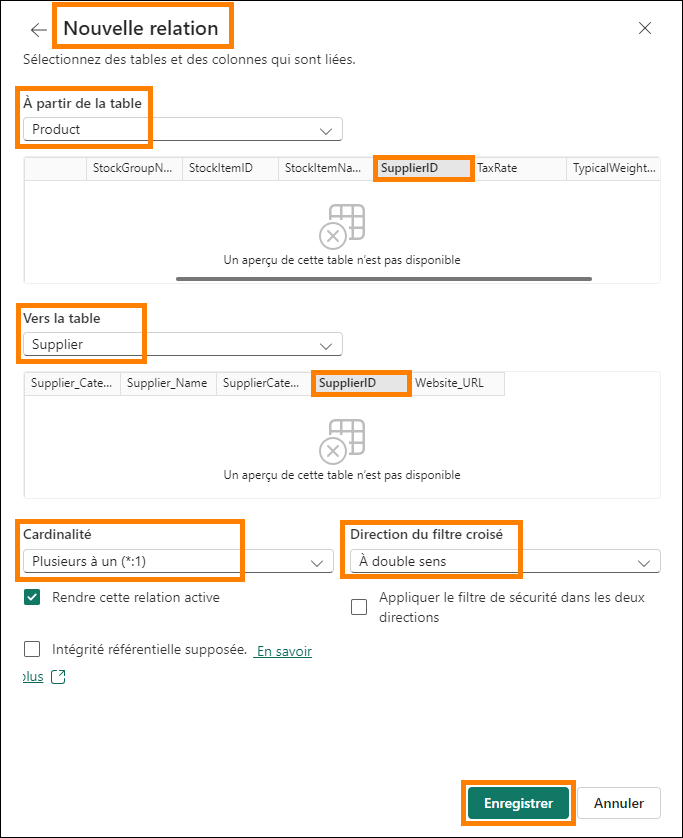 Nouvelle relation
Sélectionnez des tables et des colonnes qui sont liées.
À partir de la table
Product
StockGroupN... StockItemID StockItemNa... SupplierID TaxRate TypicalWeight...
Un aperçu de cette table n'est pas disponible
Vers la table
Supplier
Supplier_Cate... Supplier_Name SupplierCate... SupplierID Website_URL
Un aperçu de cette table n'est pas disponible
Cardinalité
Plusieurs à un (*:1)
Direction du filtre croisé
À double sens
Rendre cette relation active
Appliquer le filtre de sécurité dans les deux
directions
Intégrité référentielle supposée. En savoir
plus
Enregistrer Annuler